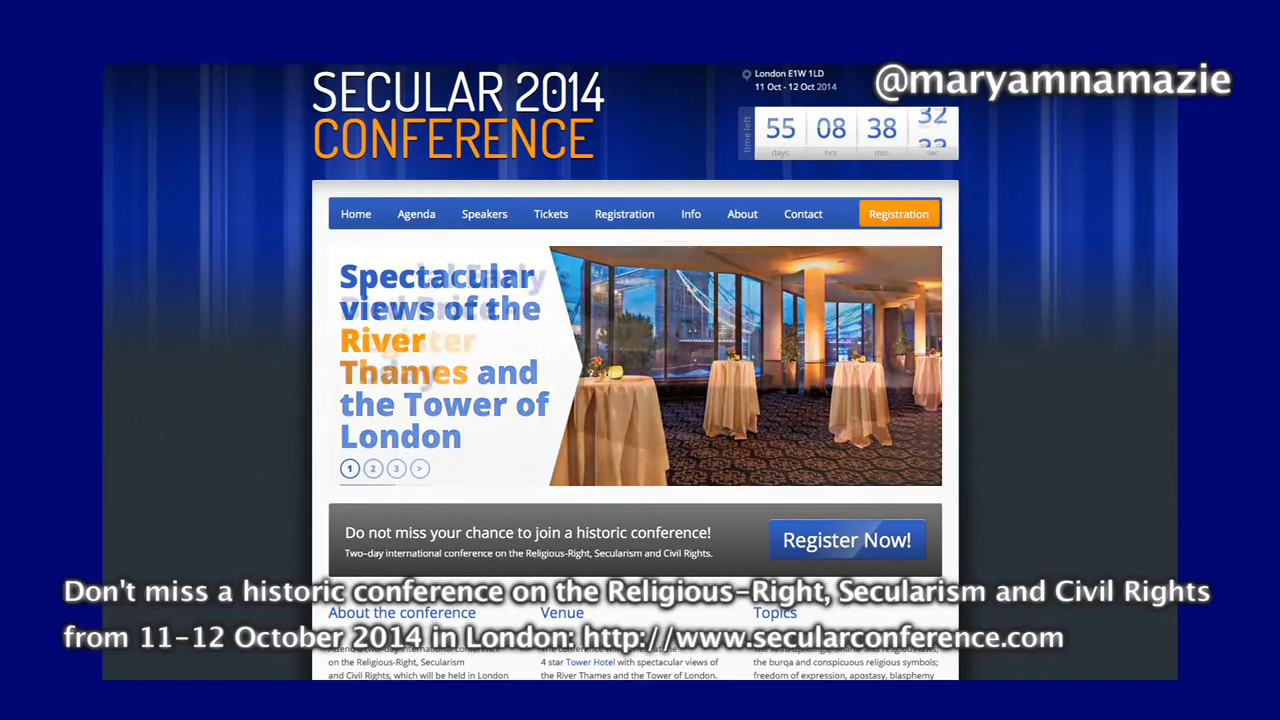 SECULAR 2014
CONFERENCE
London E1W 1LD
11 Oct - 12 Oct 2014
@maryamnamazie
time left
55 08 38 32
days hrs min sec
Home Agenda Speakers Tickets Registration Info About Contact Registration
Spectacular
views of the
River
Thames and
the Tower of
London
1 2 3 >
Do not miss your chance to join a historic conference!
Two-day international conference on the Religious-Right, Secularism and Civil Rights.
Register Now!
Don't miss a historic conference on the Religious-Right, Secularism and Civil Rights
from 11-12 October 2014 in London: http://www.secularconference.com
About the conference Venue Topics
on the Religious-Right, Secularism
and Civil Rights, which will be held in London
4 star Tower Hotel with spectacular views of
the River Thames and the Tower of London.
the burqa and conspicuous religious symbols;
freedom of expression, apostasy, blasphemy